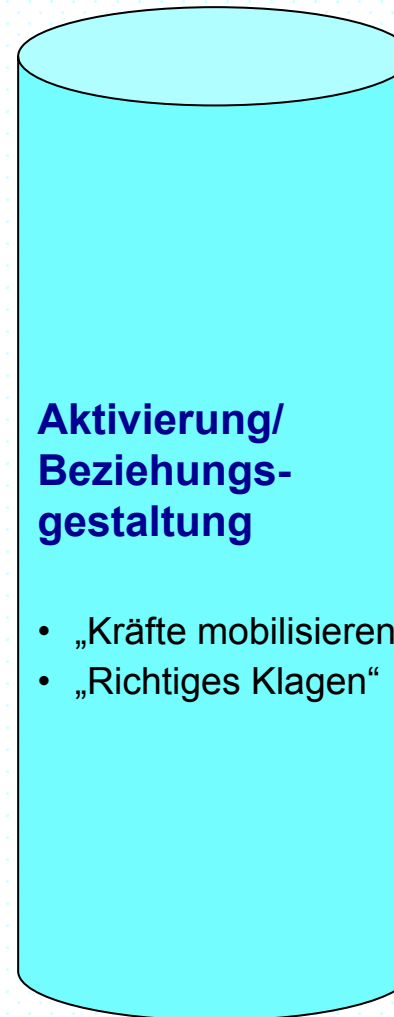 Aktivierung/
Beziehungs-
gestaltung
• „Kräfte mobilisieren
• „Richtiges Klagen“